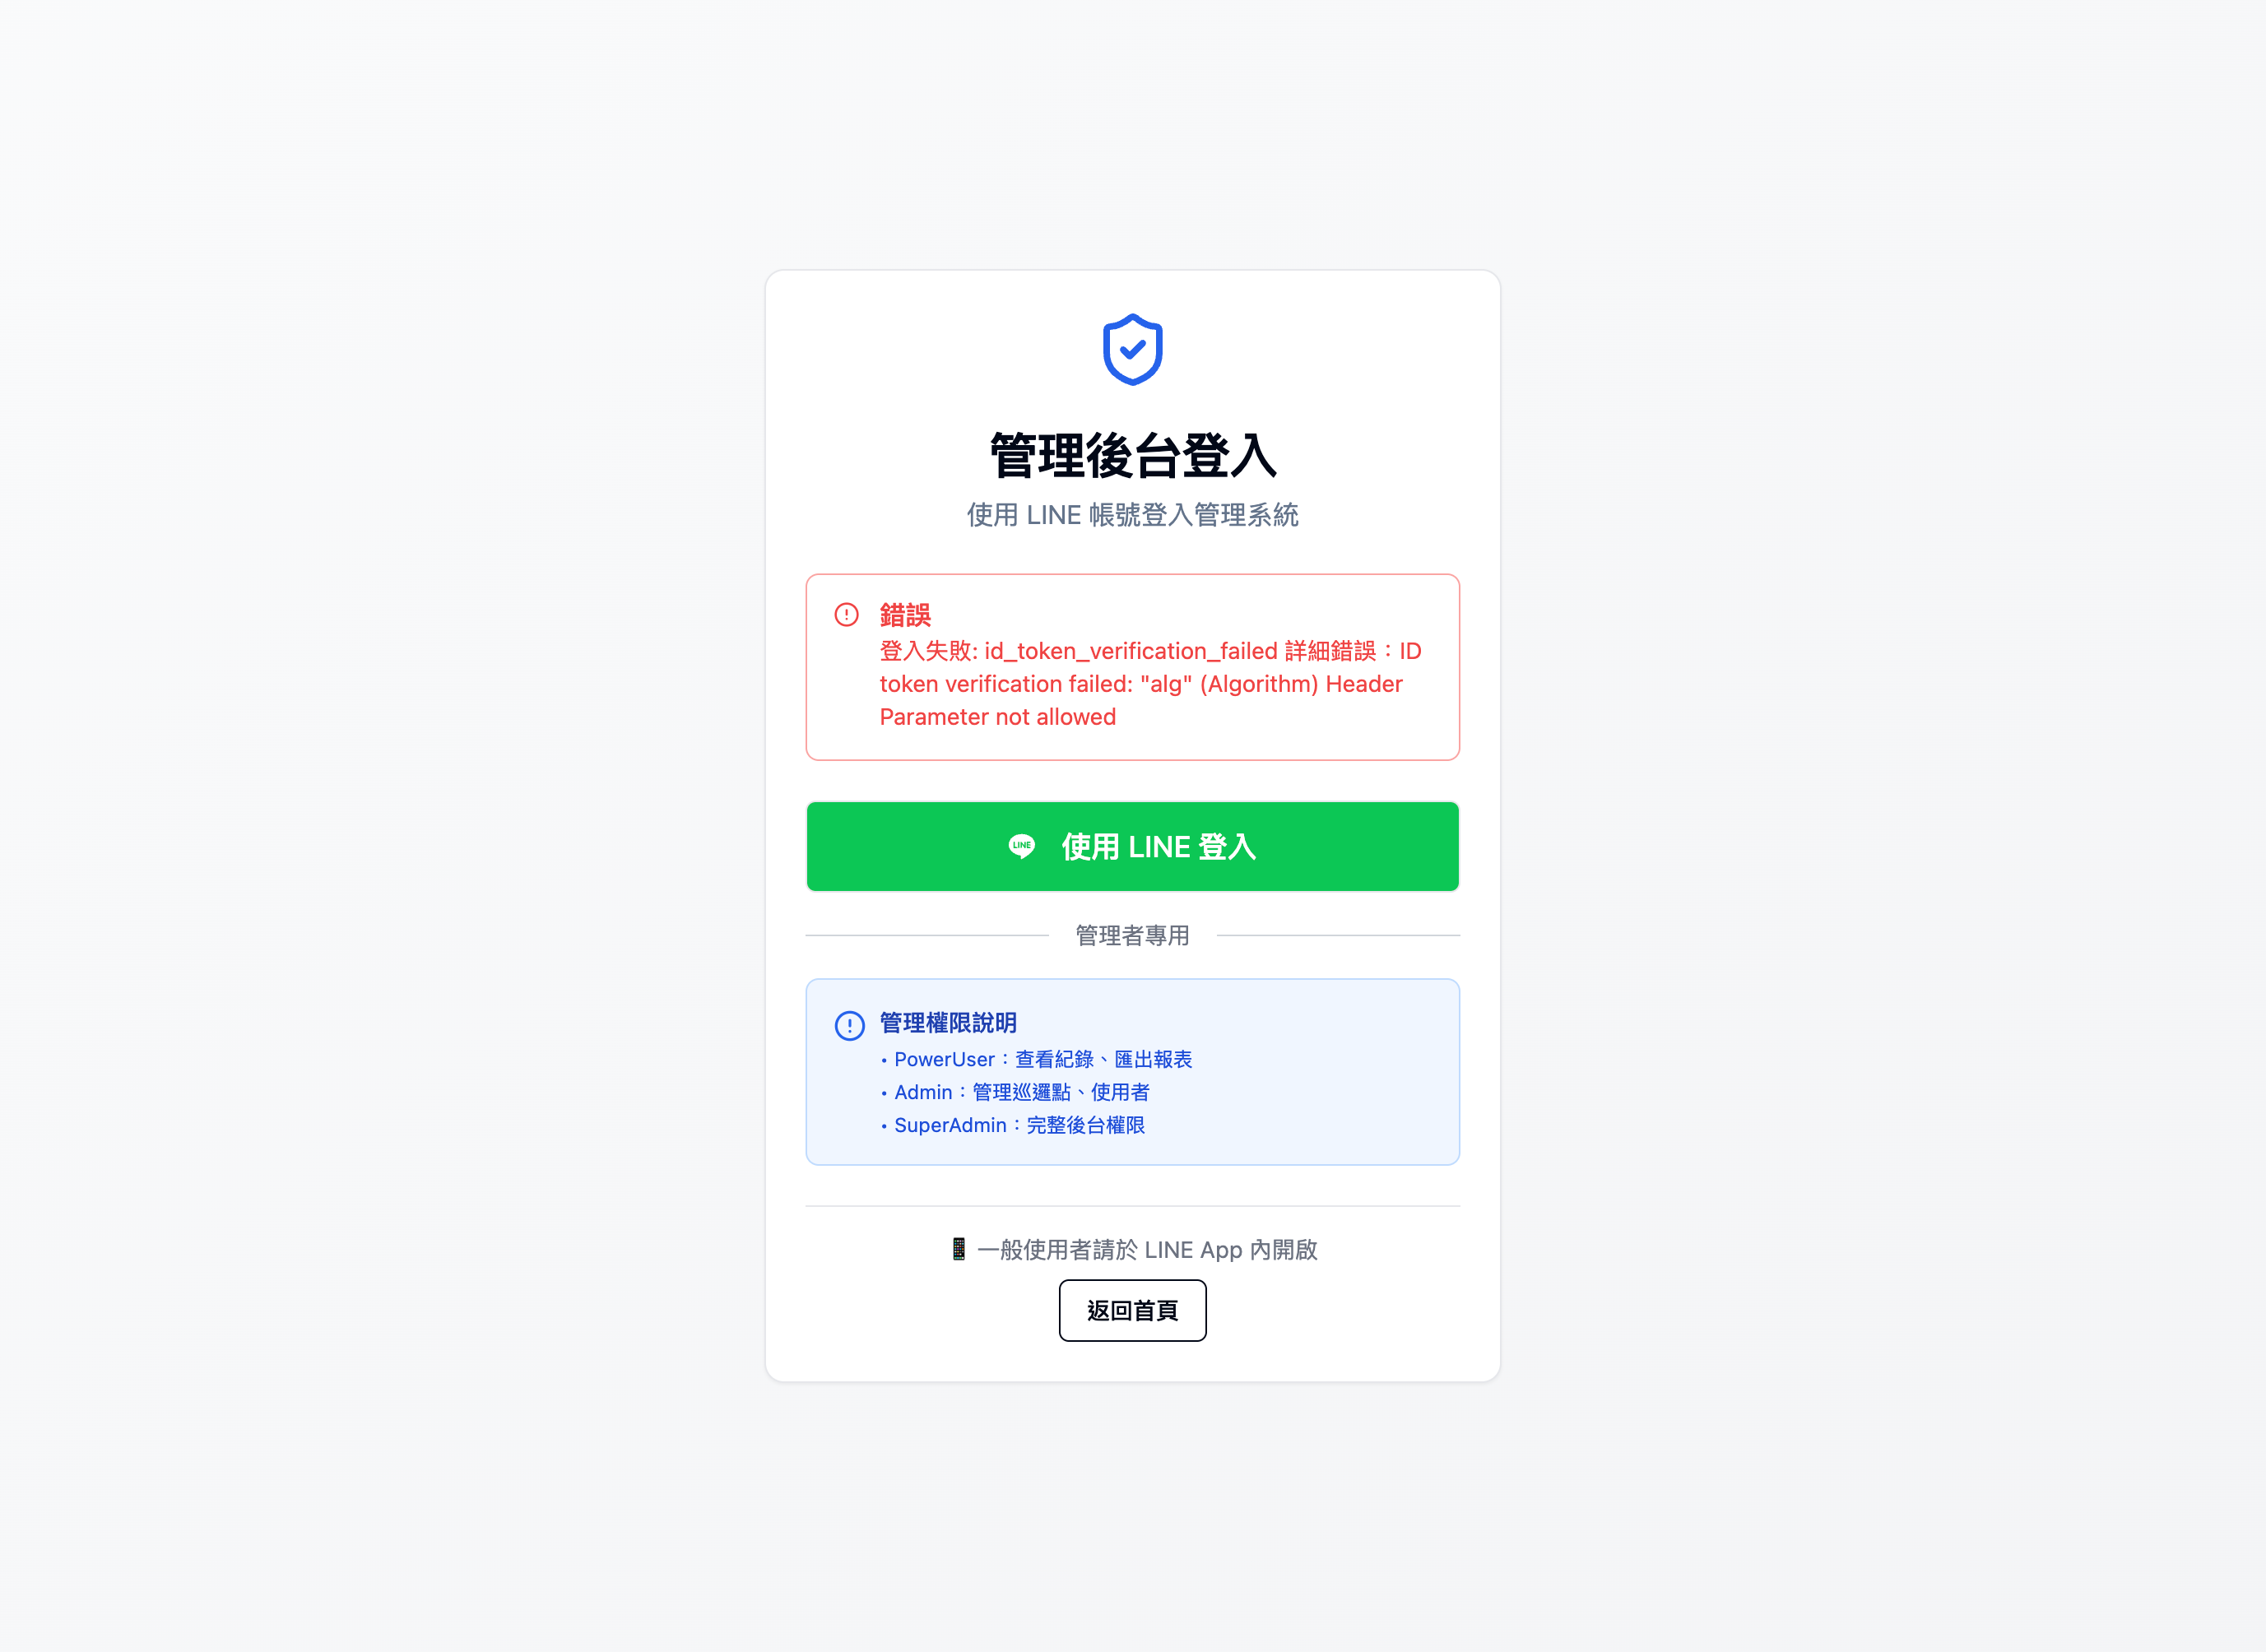 管理後台登入
使用 LINE 帳號登入管理系統
錯誤
登入失敗: id_token_verification_failed 詳細錯誤：ID
token verification failed: "alg" (Algorithm) Header
Parameter not allowed
LINE 使用 LINE 登入
管理者專用
管理權限說明
• PowerUser：查看紀錄、匯出報表
• Admin：管理巡邏點、使用者
• SuperAdmin：完整後台權限
📱 一般使用者請於 LINE App 內開啟
返回首頁